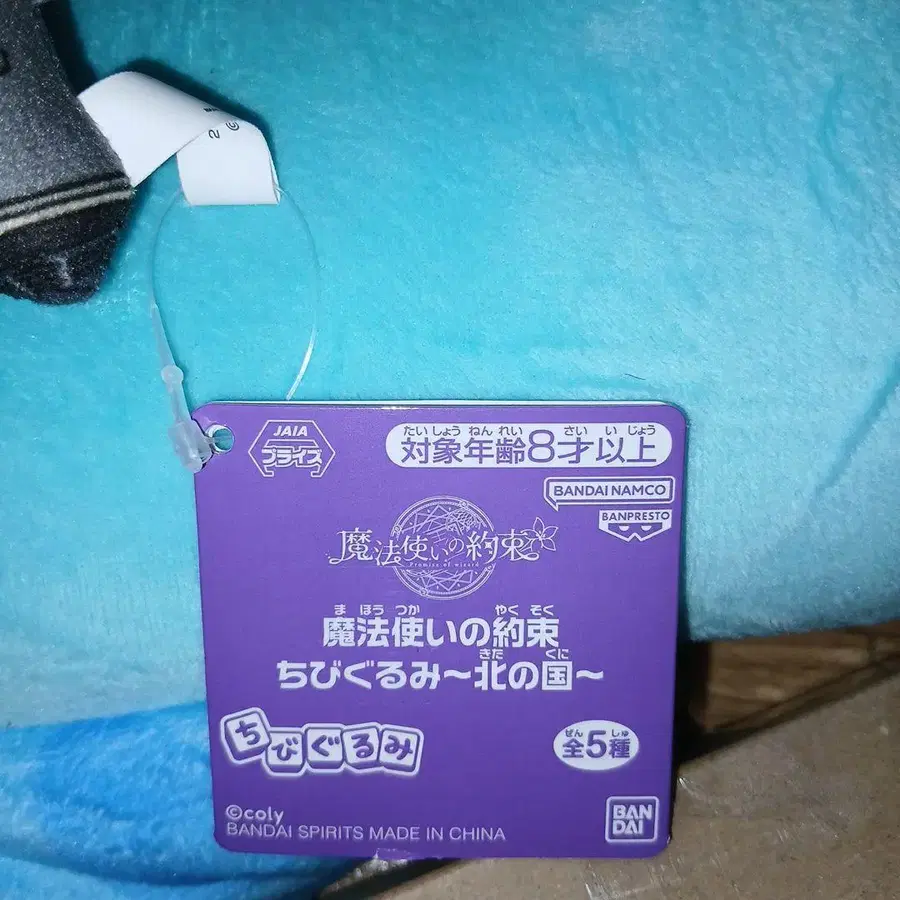 JAIA
プライズ
たいしょうねんれい さい いじょう
対象年齢8才以上
BANDAI NAMCO
BANPRESTO
魔法使いの約束
Promise of wizard
まほうつか やくそく
魔法使いの約束
きた くに
ちびぐるみ~北の国~
ちびぐるみ
ぜん しゅ
全5種
©coly
BANDAI SPIRITS MADE IN CHINA
BAN
DAI